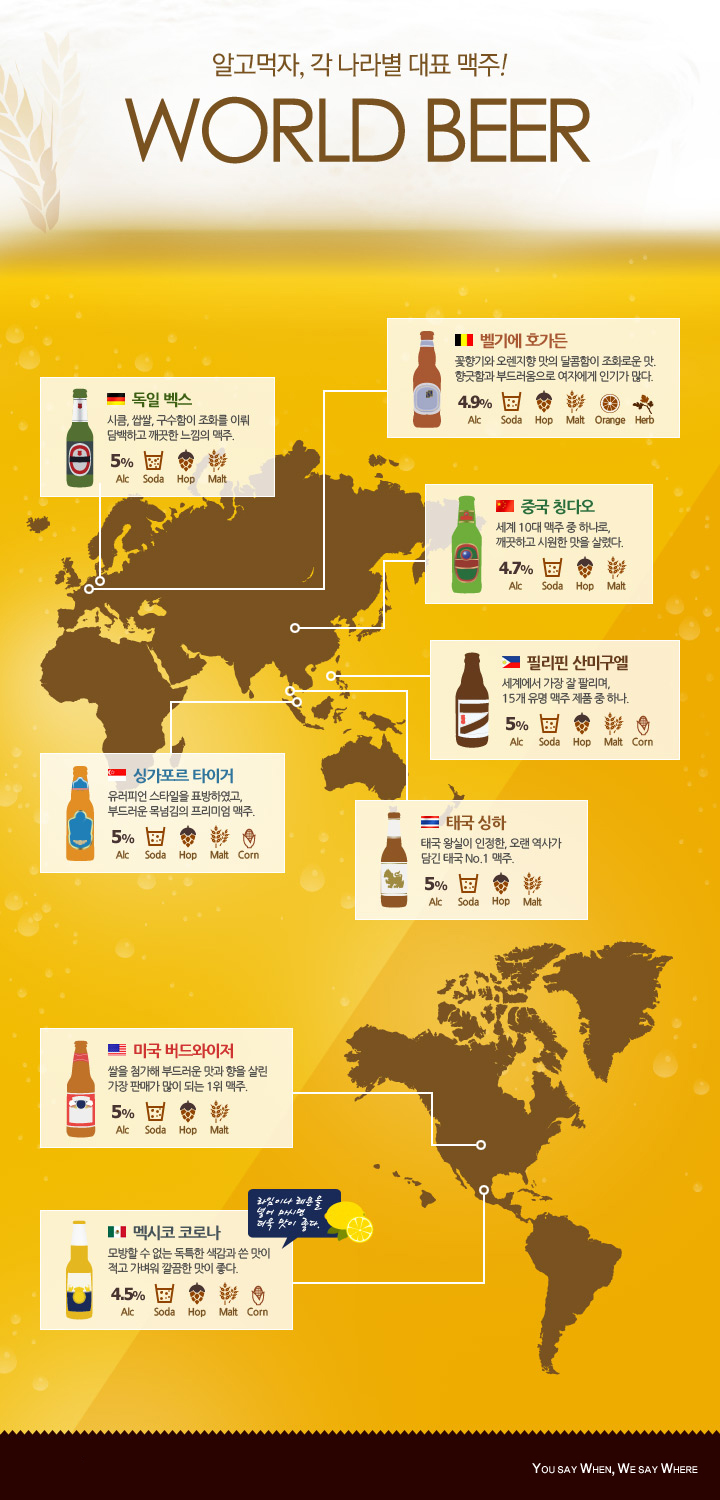 알고먹자, 각 나라별 대표 맥주!
WORLD BEER
벨기에 호가든
꽃향기와 오렌지향 맛의 달콤함이 조화로운 맛.
향긋함과 부드러움으로 여자에게 인기가 많다.
4.9%
Alc Soda Hop Malt Orange Herb
독일 벡스
시큼, 쌉쌀, 구수함이 조화를 이뤄
담백하고 깨끗한 느낌의 맥주.
5%
Alc Soda Hop Malt
중국 칭다오
세계 10대 맥주 중 하나로,
깨끗하고 시원한 맛을 살렸다.
4.7%
Alc Soda Hop Malt
필리핀 산미구엘
세계에서 가장 잘 팔리며,
15개 유명 맥주 제품 중 하나.
5%
Alc Soda Hop Malt Corn
싱가포르 타이거
유러피언 스타일을 표방하였고,
부드러운 목넘김의 프리미엄 맥주.
5%
Alc Soda Hop Malt Corn
태국 싱하
태국 왕실이 인정한, 오랜 역사가
담긴 태국 No.1 맥주.
5%
Alc Soda Hop Malt
미국 버드와이저
쌀을 첨가해 부드러운 맛과 향을 살린
가장 판매가 많이 되는 1위 맥주.
5%
Alc Soda Hop Malt
라임이나 레몬을
넣어 마시면
더욱 맛이 좋다.
멕시코 코로나
모방할 수 없는 독특한 색감과 쓴 맛이
적고 가벼워 깔끔한 맛이 좋다.
4.5%
Alc Soda Hop Malt Corn
YOU SAY WHEN, WE SAY WHERE